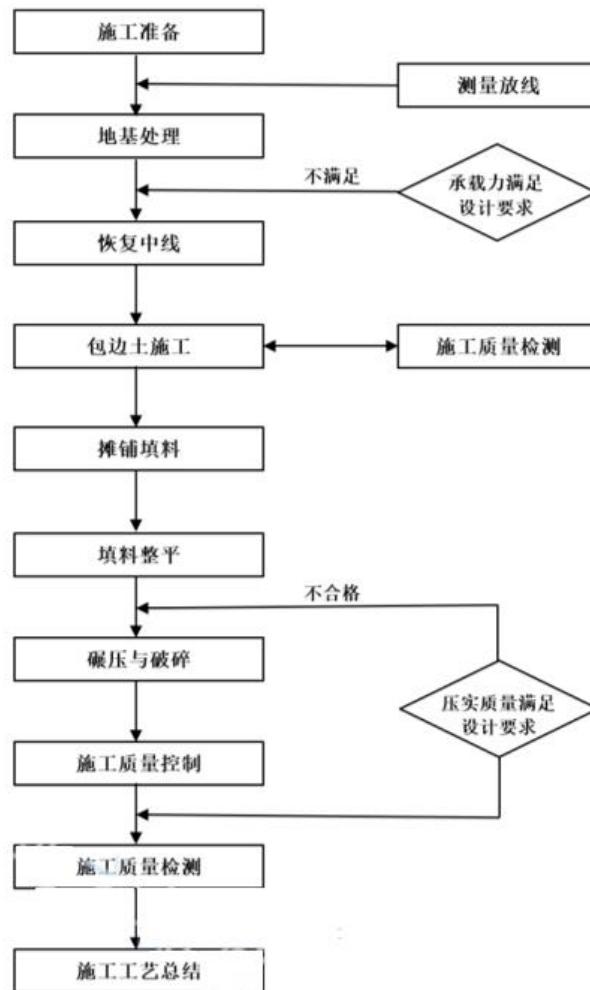 施工准备
测量放线
地基处理
不满足
承载力满足
设计要求
恢复中线
包边土施工
施工质量检测
摊铺填料
填料整平
不合格
碾压与破碎
压实质量满足
设计要求
施工质量控制
施工质量检测
施工工艺总结